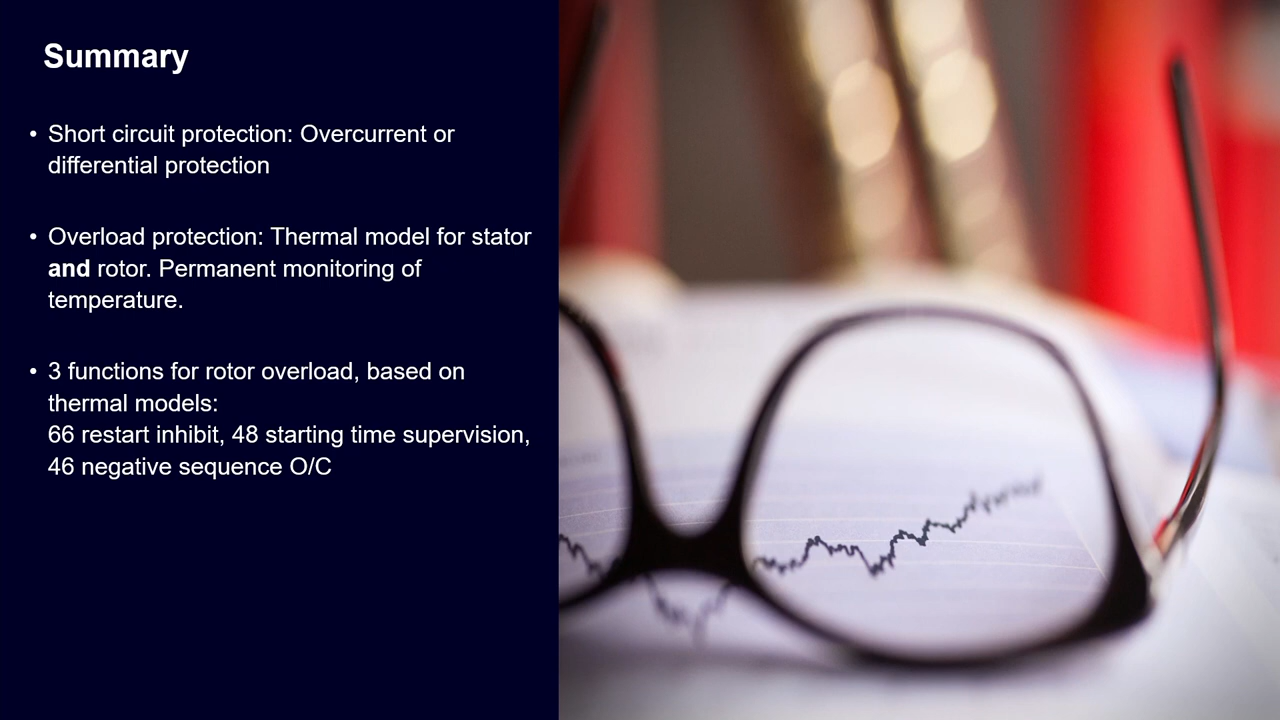 Summary
• Short circuit protection: Overcurrent or
differential protection
• Overload protection: Thermal model for stator
and rotor. Permanent monitoring of
temperature.
• 3 functions for rotor overload, based on
thermal models:
66 restart inhibit, 48 starting time supervision,
46 negative sequence O/C